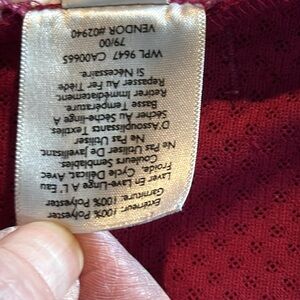 Extérieur: 100% Polyester
Garniture: 100% Polyester
Laver En Lave-Linge À L' Eau
Froide, Cycle Délicat Avec
Couleurs Semblables.
Ne Pas Utiliser De Javelisant.
Ne Pas Utiliser
D'Assouplissants Textiles.
Sécher Au Sèche-linge À
Basse Température.
Retirer Immédiatement.
Repasser Au Fer Tiède
Si Nécessaire.
WPL 9647 CA00665
79/00
VENDOR #02940